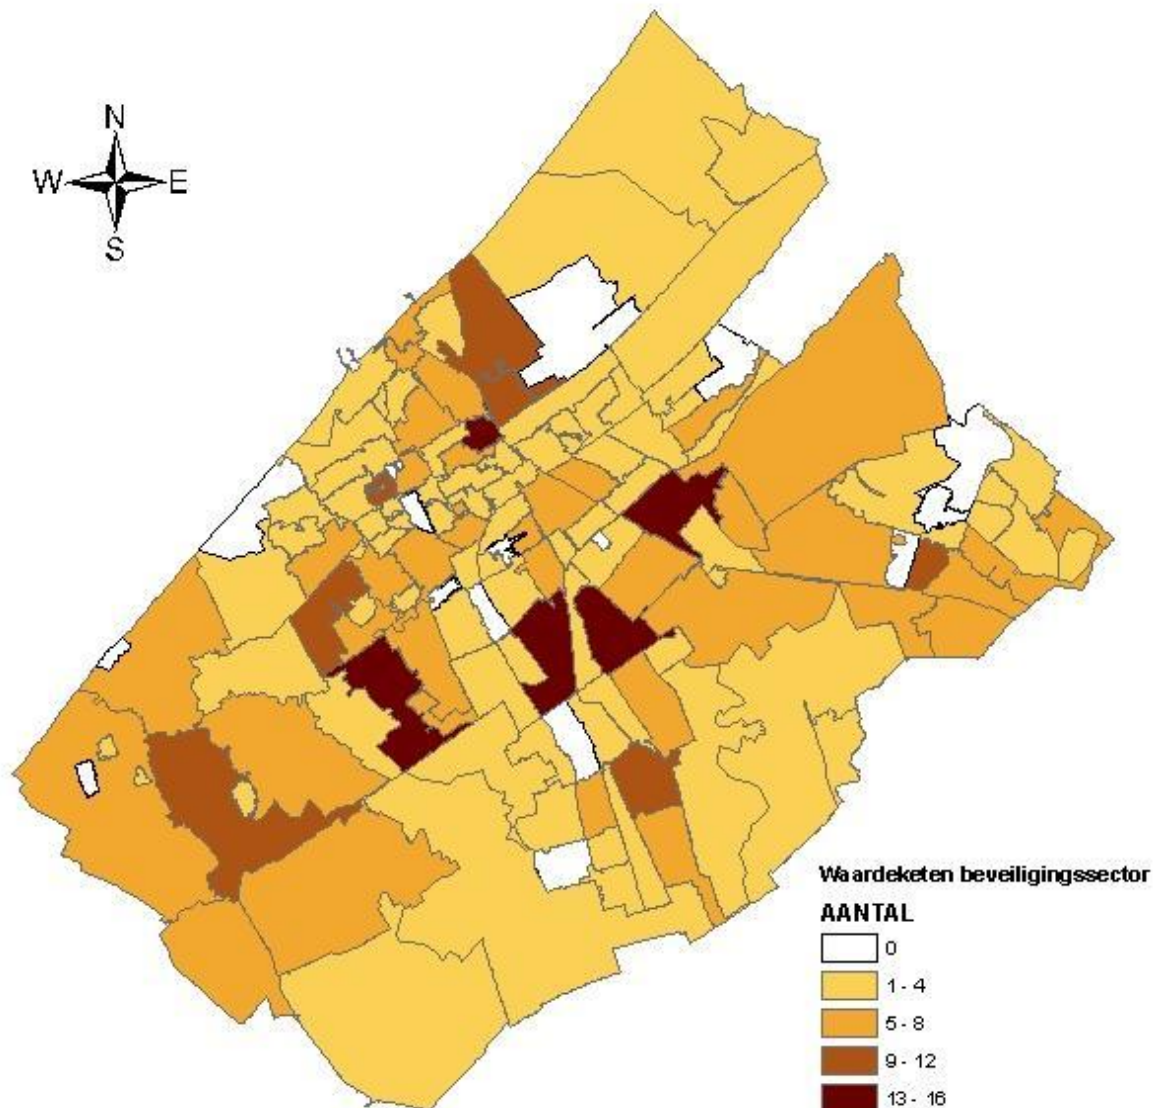 N
W E
S
Waardeketen beveiligingssector
AANTAL
0
1 - 4
5 - 8
9 - 12
13 - 16